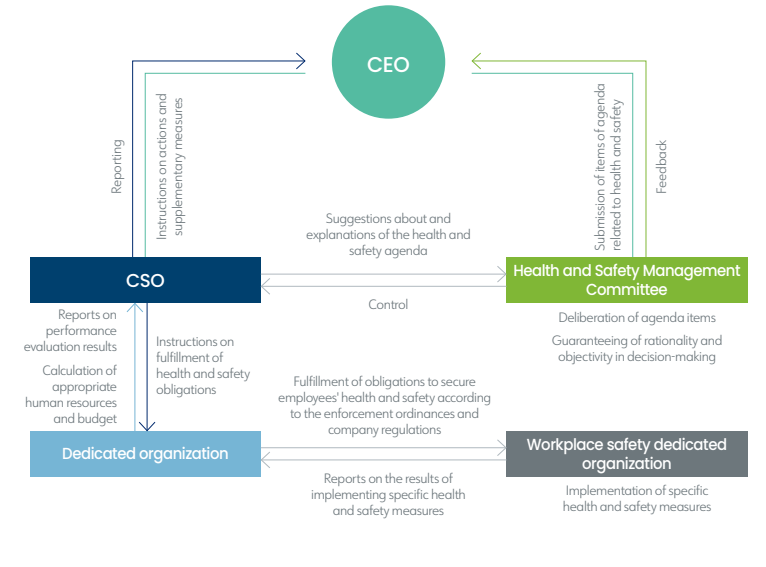 CEO
Reporting
Instructions on actions and
supplementary measures
Submission of items of agenda
related to health and safety
Feedback
Suggestions about and
explanations of the health and
safety agenda
CSO
Health and Safety Management
Committee
Control
Reports on
performance
evaluation results
Calculation of
appropriate
human resources
and budget
Instructions on
fulfillment of
health and safety
obligations
Deliberation of agenda items
Guaranteeing of rationality and
objectivity in decision-making
Fulfillment of obligations to secure
employees' health and safety according
to the enforcement ordinances and
company regulations
Dedicated organization
Workplace safety dedicated
organization
Reports on the results of
implementing specific health
and safety measures
Implementation of specific
health and safety measures